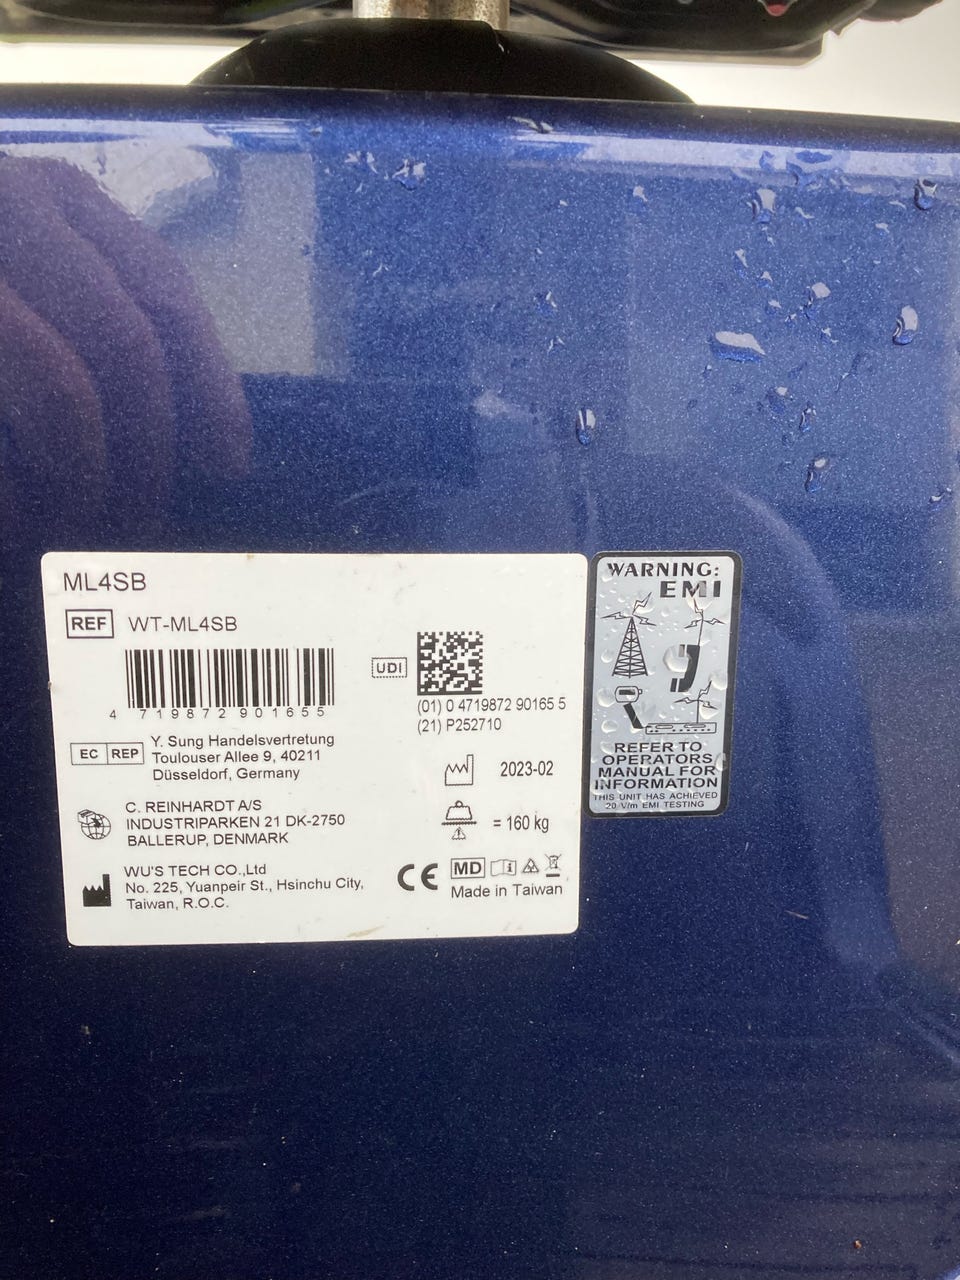 ML4SB
REF WT-ML4SB
4 719872 901655
UDI
(01) 0 4719872 90165 5
(21) P252710
EC REP
Y. Sung Handelsvertretung
Toulouser Allee 9, 40211
Düsseldorf, Germany
2023-02
C. REINHARDT A/S
INDUSTRIPARKEN 21 DK-2750
BALLERUP, DENMARK
= 160 kg
WU'S TECH CO.,Ltd
No. 225, Yuanpeir St., Hsinchu City,
Taiwan, R.O.C.
CE MD
Made in Taiwan
WARNING:
EMI
REFER TO
OPERATORS
MANUAL FOR
INFORMATION
THIS UNIT HAS ACHIEVED
20 V/m EMI TESTING